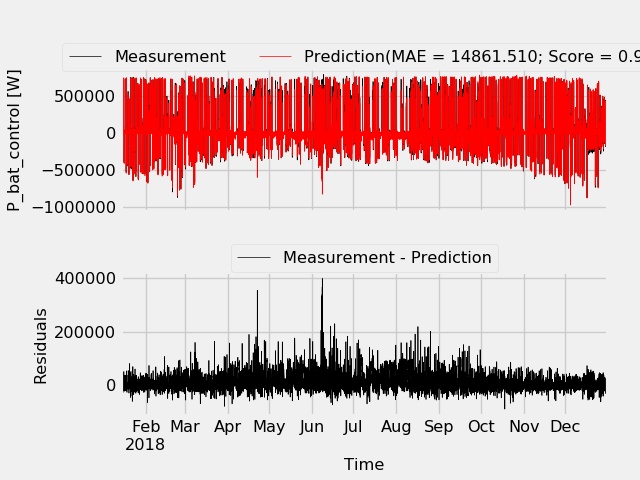 Measurement
Prediction(MAE = 14861.510; Score = 0.9
P_bat_control [W]
500000
0
−500000
−1000000
Measurement - Prediction
Residuals
400000
200000
0
Feb Mar Apr May Jun Jul Aug Sep Oct Nov Dec
2018
Time